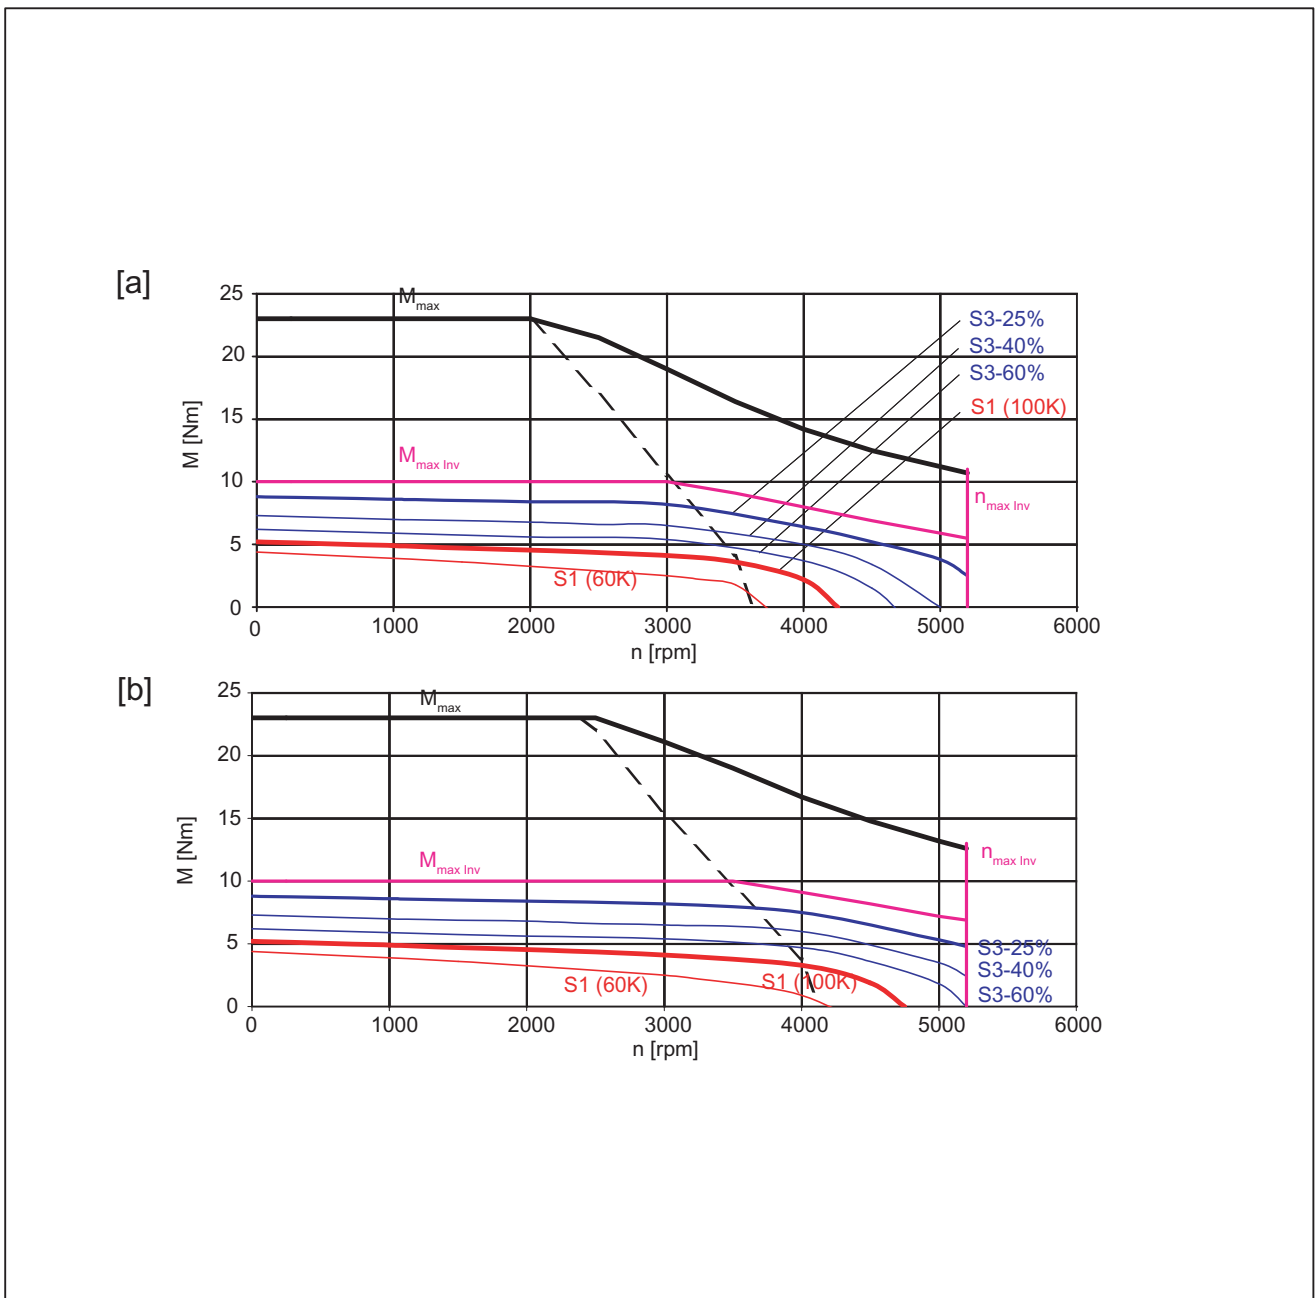 [a]
25
M max
S3-25%
S3-40%
20
S3-60%
S1 (100K)
15
M [Nm]
M max Inv
10
n max Inv
5
S1 (60K)
0
0 1000 2000 3000 4000 5000 6000
n [rpm]
[b]
25
M max
20
15
M [Nm]
n max Inv
M max Inv
10
5
S3-25%
S3-40%
S1 (60K)
S1 (100K)
S3-60%
0
0 1000 2000 3000 4000 5000 6000
n [rpm]